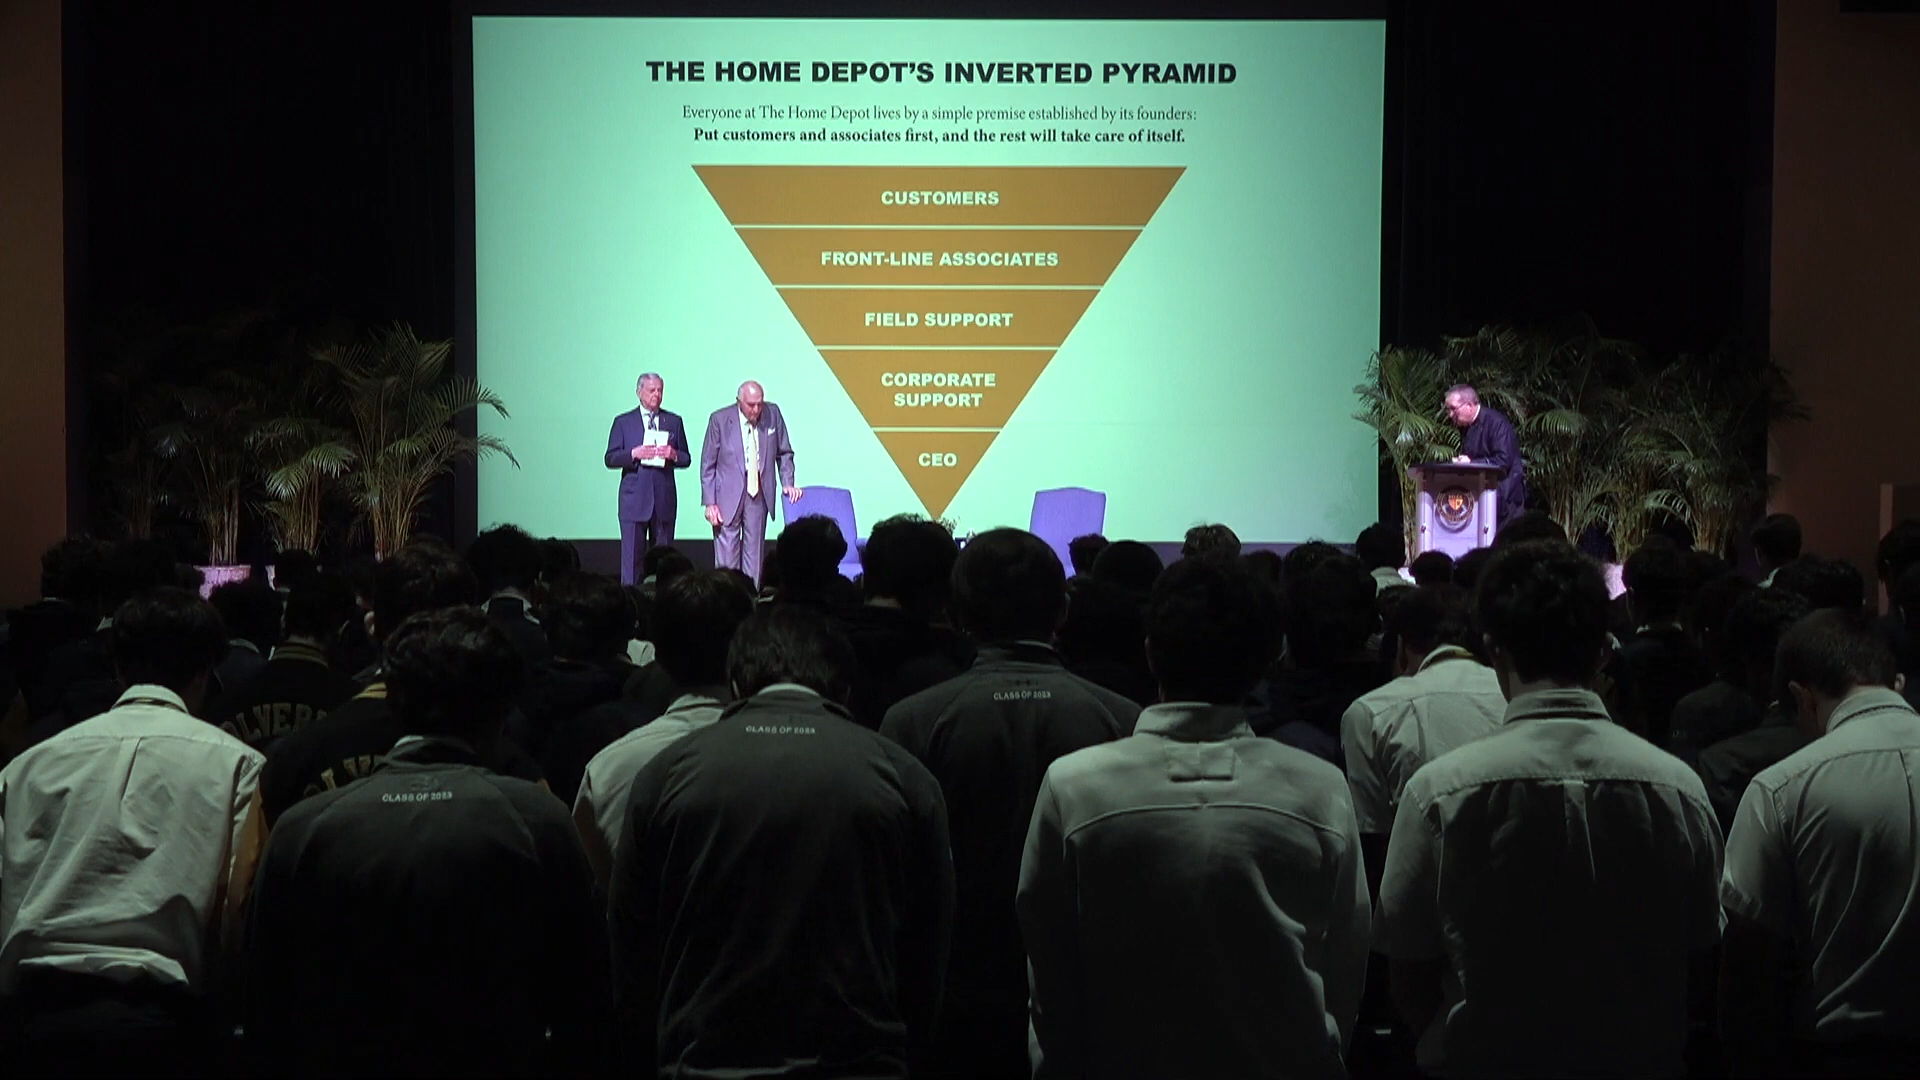 THE HOME DEPOT'S INVERTED PYRAMID
Everyone at The Home Depot lives by a simple premise established by its founders:
Put customers and associates first, and the rest will take care of itself.
CUSTOMERS
FRONT-LINE ASSOCIATES
FIELD SUPPORT
CORPORATE
SUPPORT
CEO
CLASS OF 2023
CLASS OF 2023
CLASS OF 2023